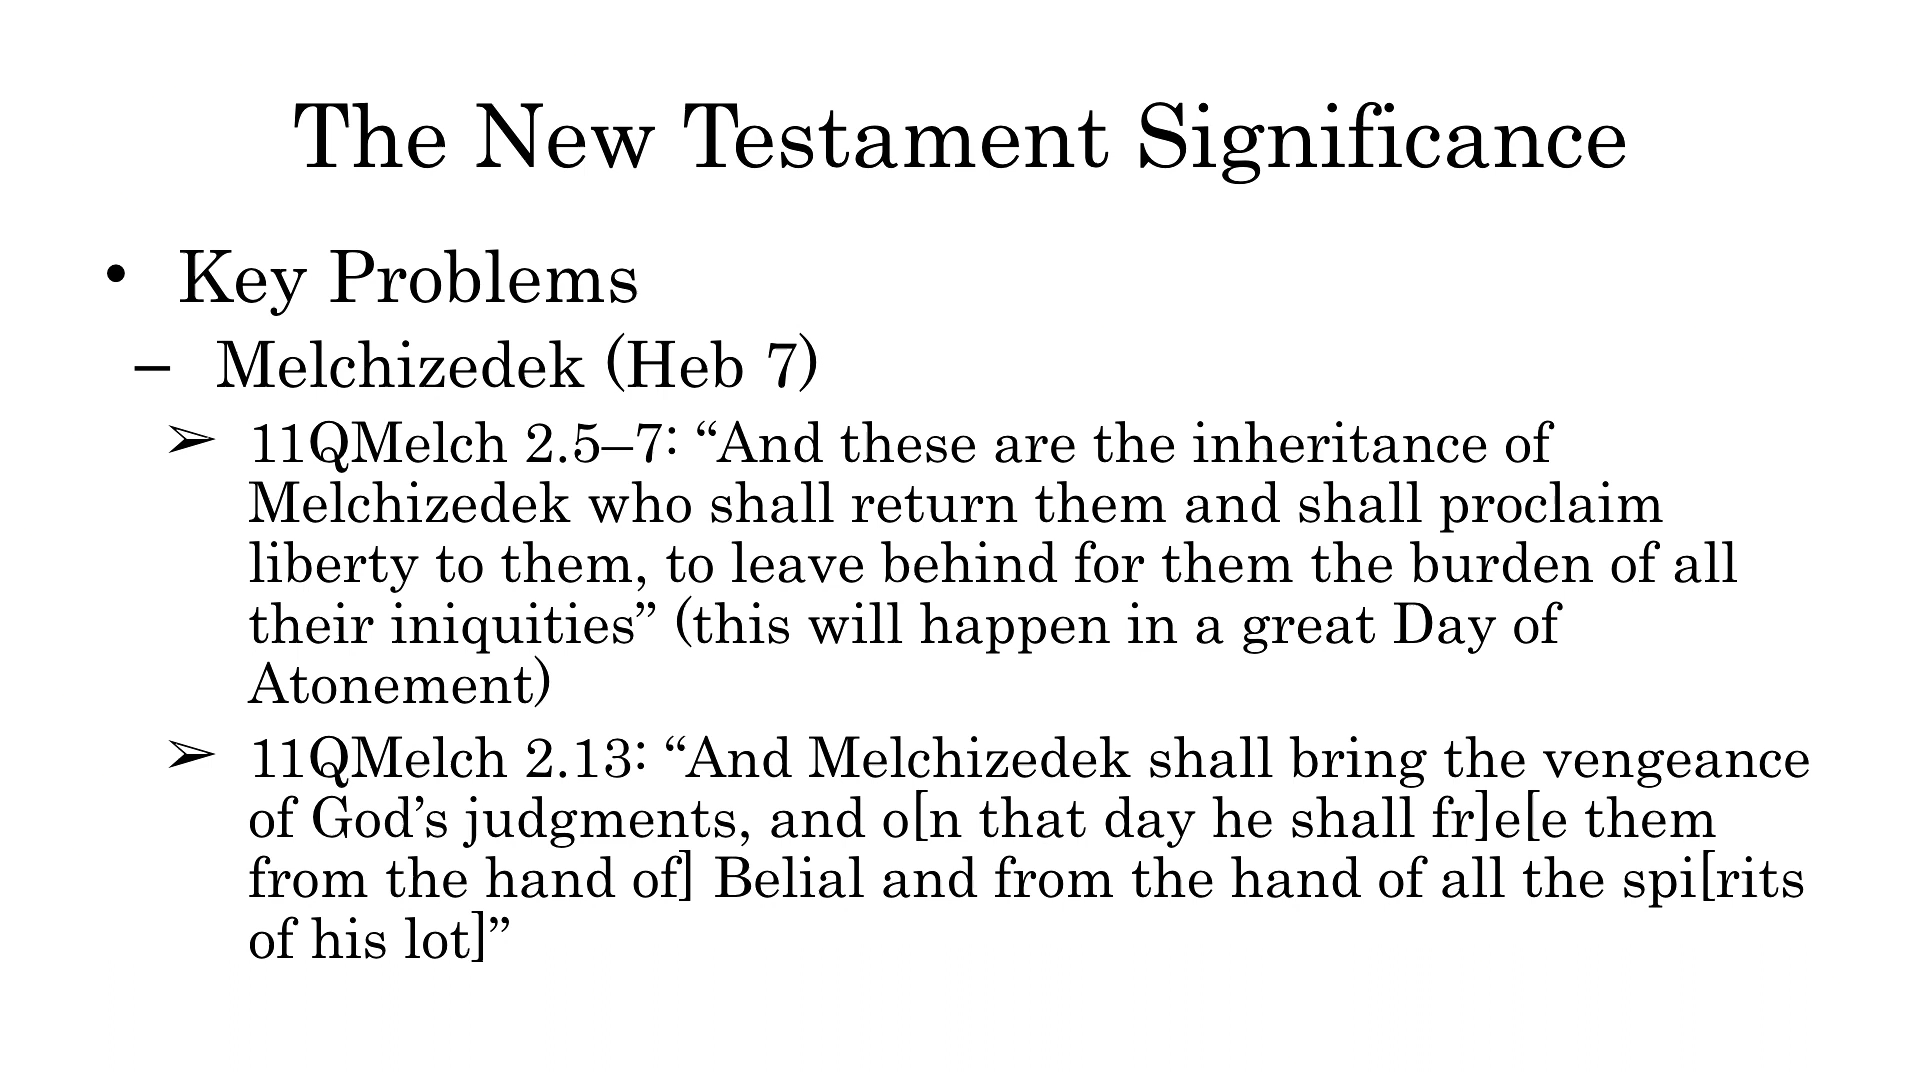 The New Testament Significance
• Key Problems
– Melchizedek (Heb 7)
➢ 11QMelch 2.5–7: “And these are the inheritance of
Melchizedek who shall return them and shall proclaim
liberty to them, to leave behind for them the burden of all
their iniquities” (this will happen in a great Day of
Atonement)
➢ 11QMelch 2.13: “And Melchizedek shall bring the vengeance
of God’s judgments, and o[n that day he shall fr]e[e them
from the hand of] Belial and from the hand of all the spi[rits
of his lot]”